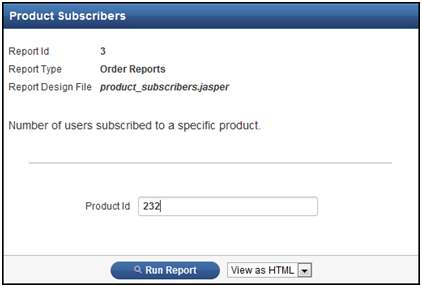 Product Subscribers
Report Id 3
Report Type Order Reports
Report Design File product_subscribers.jasper
Number of users subscribed to a specific product.
Product Id 232
Run Report View as HTML